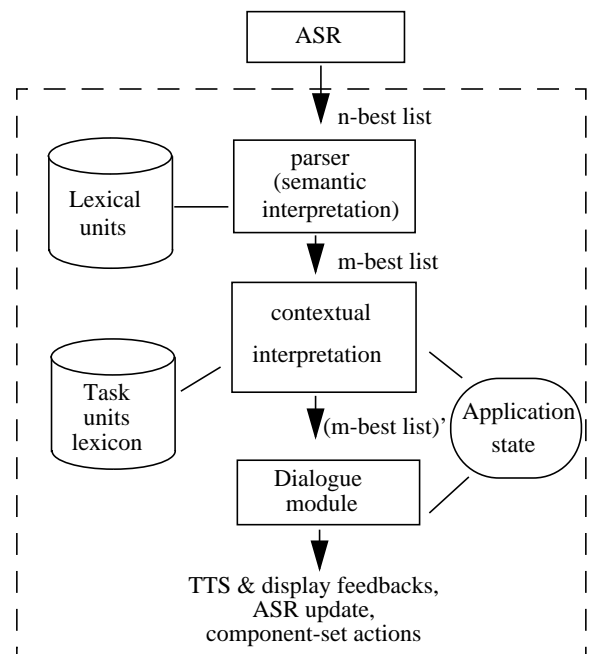 ASR
n-best list
parser
(semantic
interpretation)
Lexical
units
m-best list
contextual
interpretation
Task
units
lexicon
(m-best list)’
Application
state
Dialogue
module
TTS & display feedbacks,
ASR update,
component-set actions